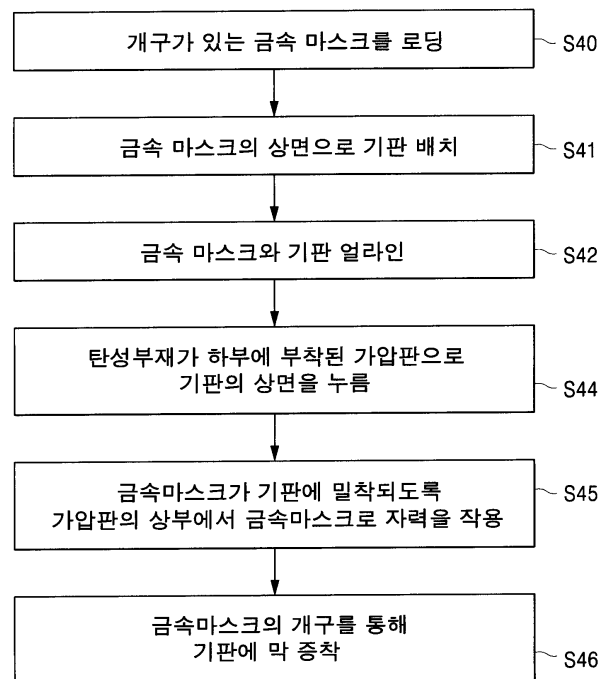 개구가 있는 금속 마스크를 로딩
S40
금속 마스크의 상면으로 기판 배치
S41
금속 마스크와 기판 얼라인
S42
탄성부재가 하부에 부착된 가압판으로
기판의 상면을 누름
S44
금속마스크가 기판에 밀착되도록
가압판의 상부에서 금속마스크로 자력을 작용
S45
금속마스크의 개구를 통해
기판에 막 증착
S46